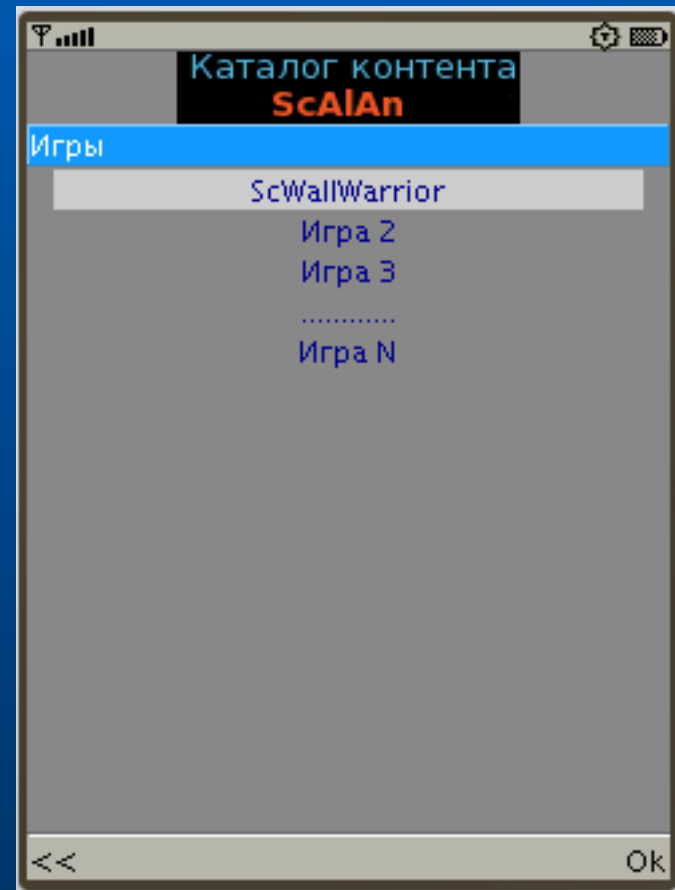 Каталог контента
ScAlAn
Игры
ScWallWarrior
Игра 2
Игра 3
............
Игра N
<< Ok